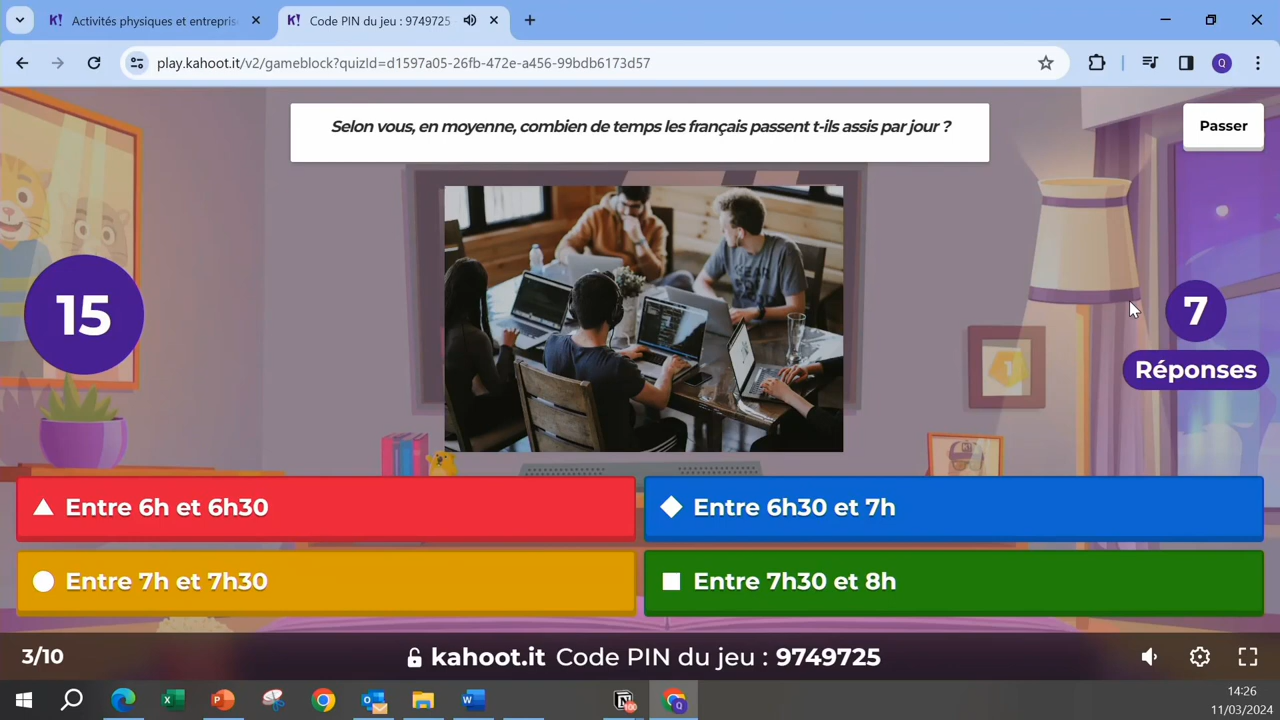 Activités physiques et entrepris
Code PIN du jeu : 9749725
play.kahoot.it/v2/gameblock?quizId=d1597a05-26fb-472e-a456-99bdb6173d57
Selon vous, en moyenne, combien de temps les français passent t-ils assis par jour ?
Passer
15
7
Réponses
Entre 6h et 6h30
Entre 6h30 et 7h
Entre 7h et 7h30
Entre 7h30 et 8h
3/10
kahoot.it Code PIN du jeu : 9749725
14:26
11/03/2024